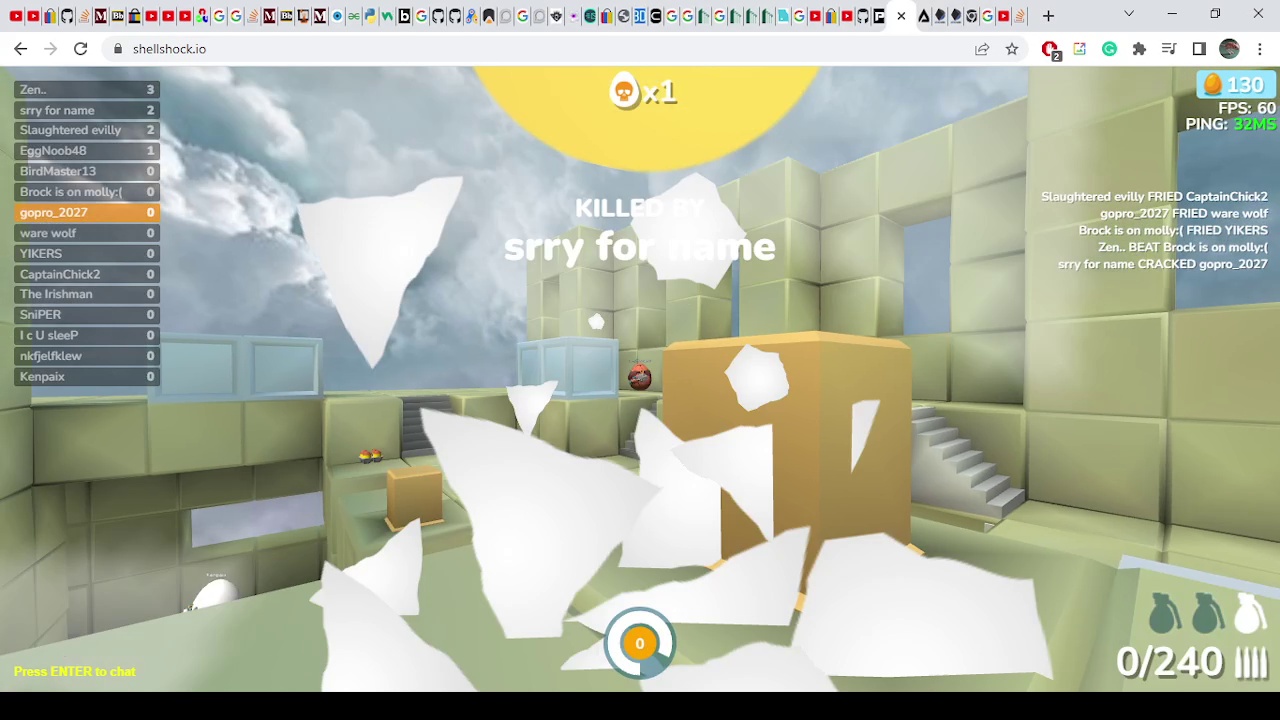 shellshock.io
2
Zen.. 3
srry for name 2
Slaughtered evilly 2
EggNoob48 1
BirdMaster13 0
Brock is on molly:( 0
gopro_2027 0
ware wolf 0
YIKERS 0
CaptainChick2 0
The Irishman 0
SniPER 0
I c U sleeP 0
nkfjelfklew 0
Kenpaix 0
x1
130
FPS: 60
PING: 32MS
KILLED BY
srry for name
Slaughtered evilly FRIED CaptainChick2
gopro_2027 FRIED ware wolf
Brock is on molly:( FRIED YIKERS
Zen.. BEAT Brock is on molly:(
srry for name CRACKED gopro_2027
0
0/240
Press ENTER to chat